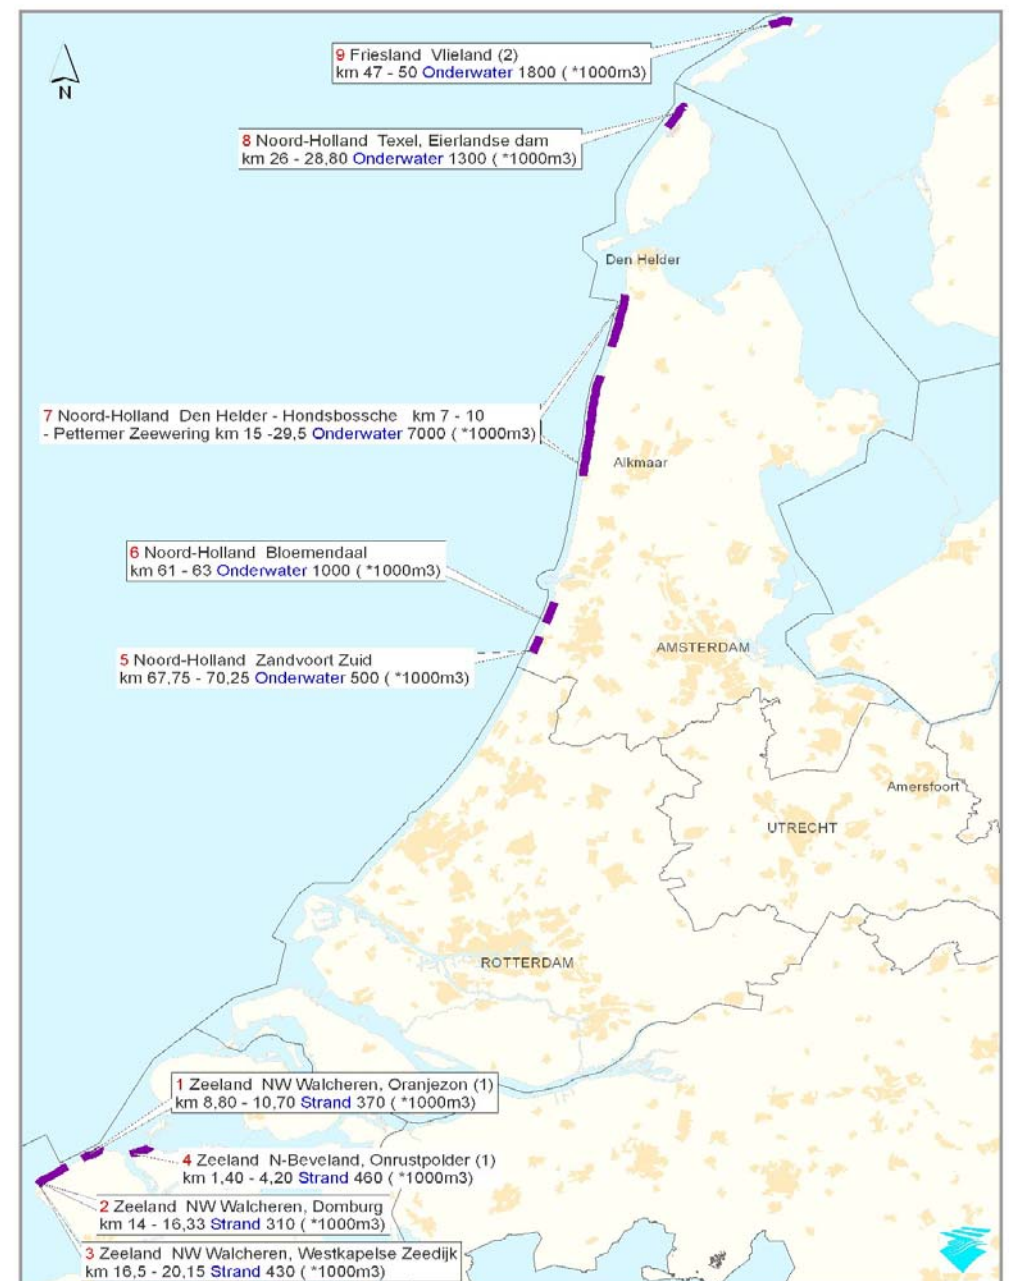 9 Friesland Vlieland (2)
km 47 - 50 Onderwater 1800 ( *1000m3)
N
8 Noord-Holland Texel, Eierlandse dam
km 26 - 28,80 Onderwater 1300 ( *1000m3)
Den Helder
7 Noord-Holland Den Helder - Hondsbossche km 7 - 10
- Pettemer Zeewering km 15 -29,5 Onderwater 7000 ( *1000m3)
Alkmaar
6 Noord-Holland Bloemendaal
km 61 - 63 Onderwater 1000 ( *1000m3)
AMSTERDAM
5 Noord-Holland Zandvoort Zuid
km 67,75 - 70,25 Onderwater 500 ( *1000m3)
Amersfoort
UTRECHT
ROTTERDAM
1 Zeeland NW Walcheren, Oranjezon (1)
km 8,80 - 10,70 Strand 370 ( *1000m3)
4 Zeeland N-Beveland, Onrustpolder (1)
km 1,40 - 4,20 Strand 460 ( *1000m3)
2 Zeeland NW Walcheren, Domburg
km 14 - 16,33 Strand 310 ( *1000m3)
3 Zeeland NW Walcheren, Westkapelse Zeedijk
km 16,5 - 20,15 Strand 430 ( *1000m3)